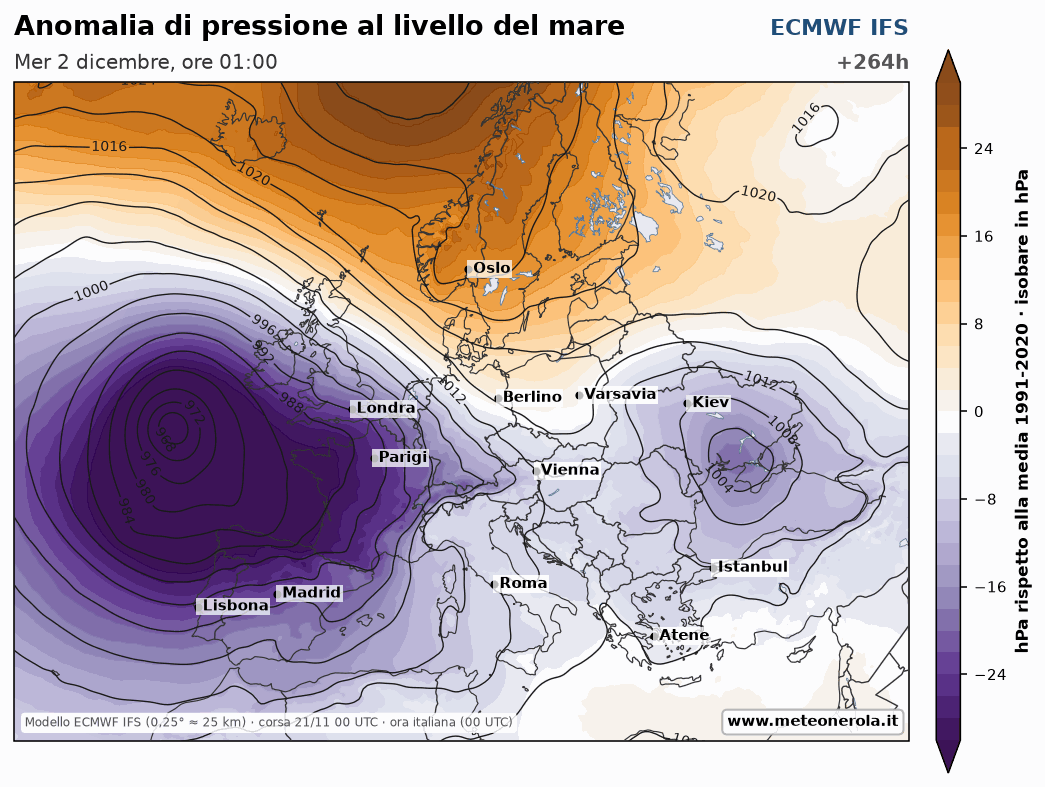 Anomalia di pressione al livello del mare
ECMWF IFS
Mer 2 dicembre, ore 01:00
+264h
1016
1016
1020
1020
1000
996
992
988
972
968
976
980
984
1012
1012
1008
1004
Oslo
Berlino
Varsavia
Kiev
Londra
Parigi
Vienna
Istanbul
Roma
Madrid
Lisbona
Atene
24
16
8
0
−8
−16
−24
hPa rispetto alla media 1991-2020 · isobare in hPa
Modello ECMWF IFS (0,25° ≈ 25 km) · corsa 21/11 00 UTC · ora italiana (00 UTC)
www.meteonerola.it